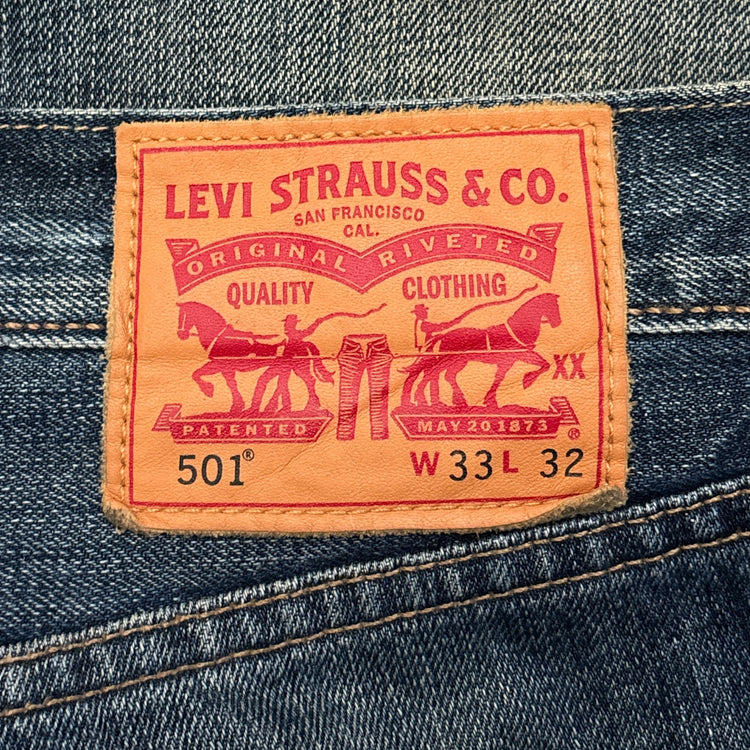 LEVI STRAUSS & CO.
SAN FRANCISCO
CAL.
ORIGINAL RIVETED
QUALITY CLOTHING
XX
PATENTED MAY 20 1873 ®
501® W 33 L 32